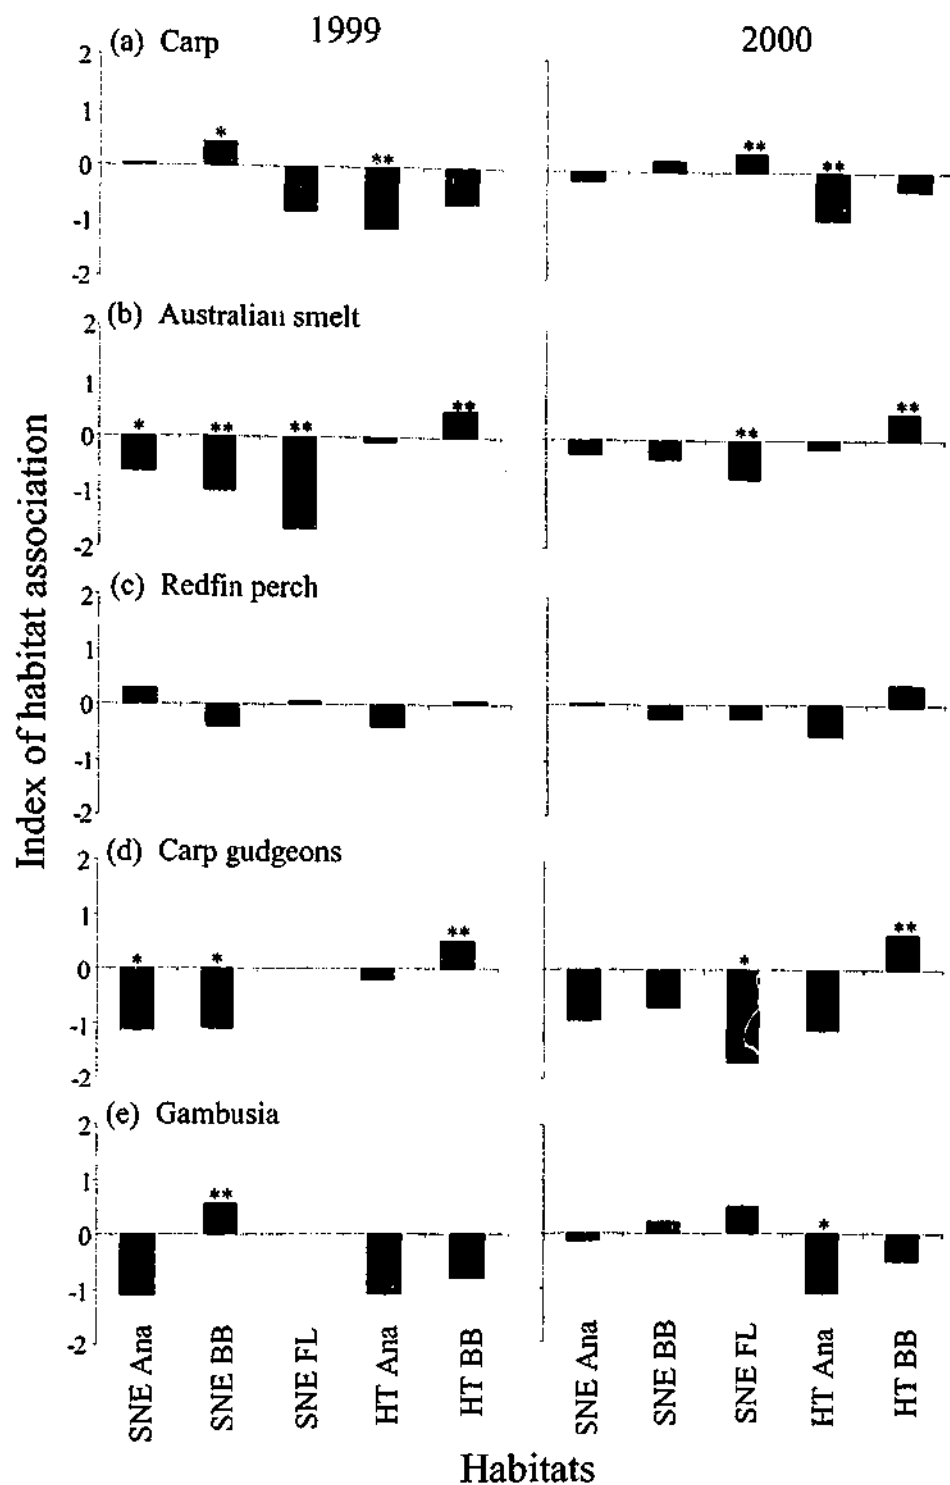 1999
2000
(a) Carp
2
1
0
-1
-2
* ** ** **
(b) Australian smelt
2
1
0
-1
-2
* ** ** ** ** **
(c) Redfin perch
2
1
0
-1
-2
(d) Carp gudgeons
2
1
0
-1
-2
* * ** * **
(e) Gambusia
2
1
0
-1
-2
** *
Index of habitat association
SNE Ana
SNE BB
SNE FL
HT Ana
HT BB
SNE Ana
SNE BB
SNE FL
HT Ana
HT BB
Habitats